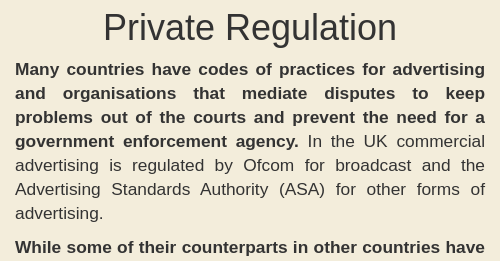 Private Regulation
Many countries have codes of practices for advertising
and organisations that mediate disputes to keep
problems out of the courts and prevent the need for a
government enforcement agency. In the UK commercial
advertising is regulated by Ofcom for broadcast and the
Advertising Standards Authority (ASA) for other forms of
advertising.
While some of their counterparts in other countries have